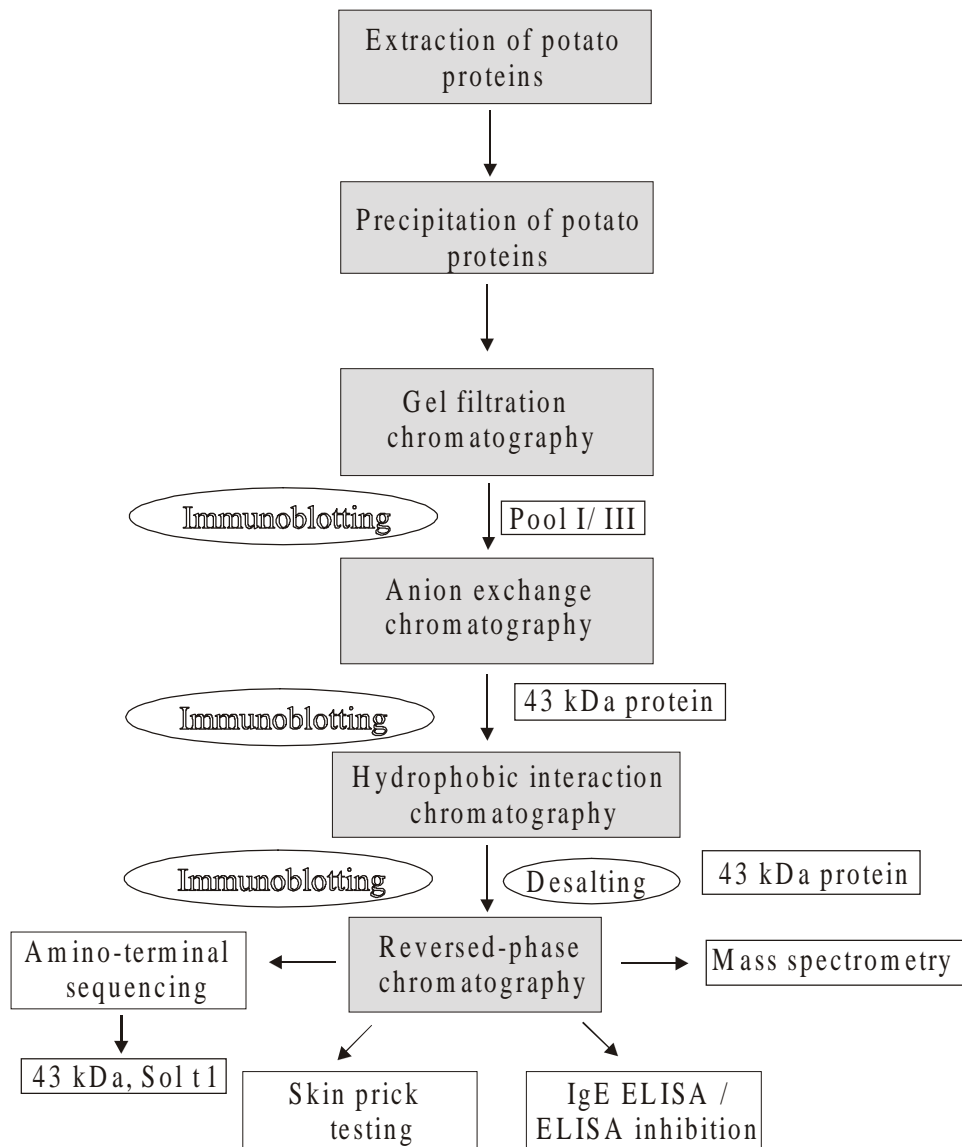 Extraction of potato
proteins
Precipitation of potato
proteins
Gel filtration
chromatography
Immunoblotting
Pool I/ III
Anion exchange
chromatography
43 kDa protein
Immunoblotting
Hydrophobic interaction
chromatography
Immunoblotting
Desalting
43 kDa protein
Amino-terminal
sequencing
Reversed-phase
chromatography
Mass spectrometry
43 kDa, Sol t1
Skin prick
testing
IgE ELISA /
ELISA inhibition